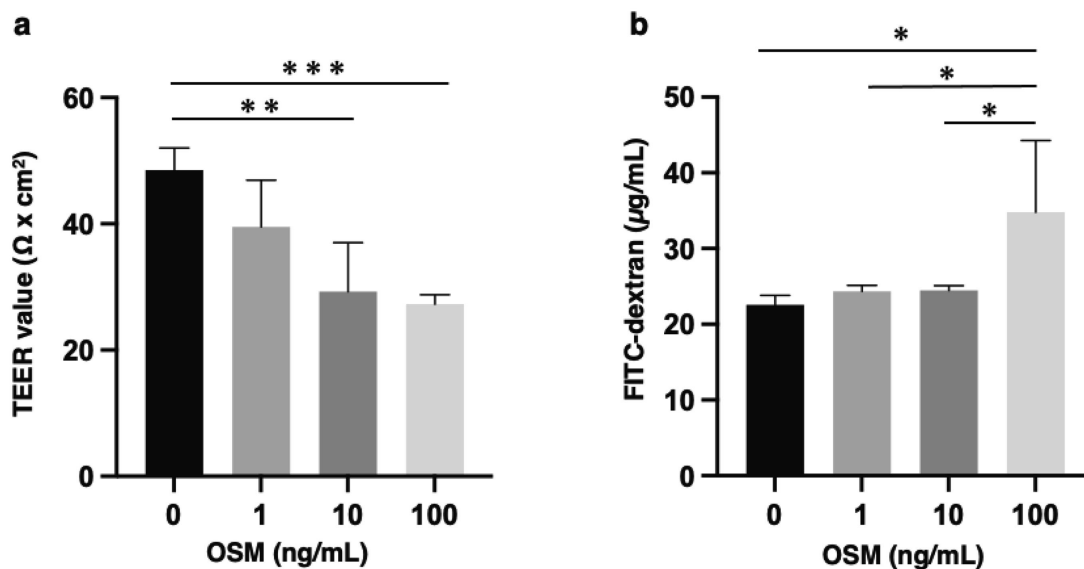 a
* * *
* *
60
40
20
0
TEER value (Ω x cm²)
0 1 10 100
OSM (ng/mL)
b
*
*
*
50
40
30
20
10
0
FITC-dextran (µg/mL)
0 1 10 100
OSM (ng/mL)